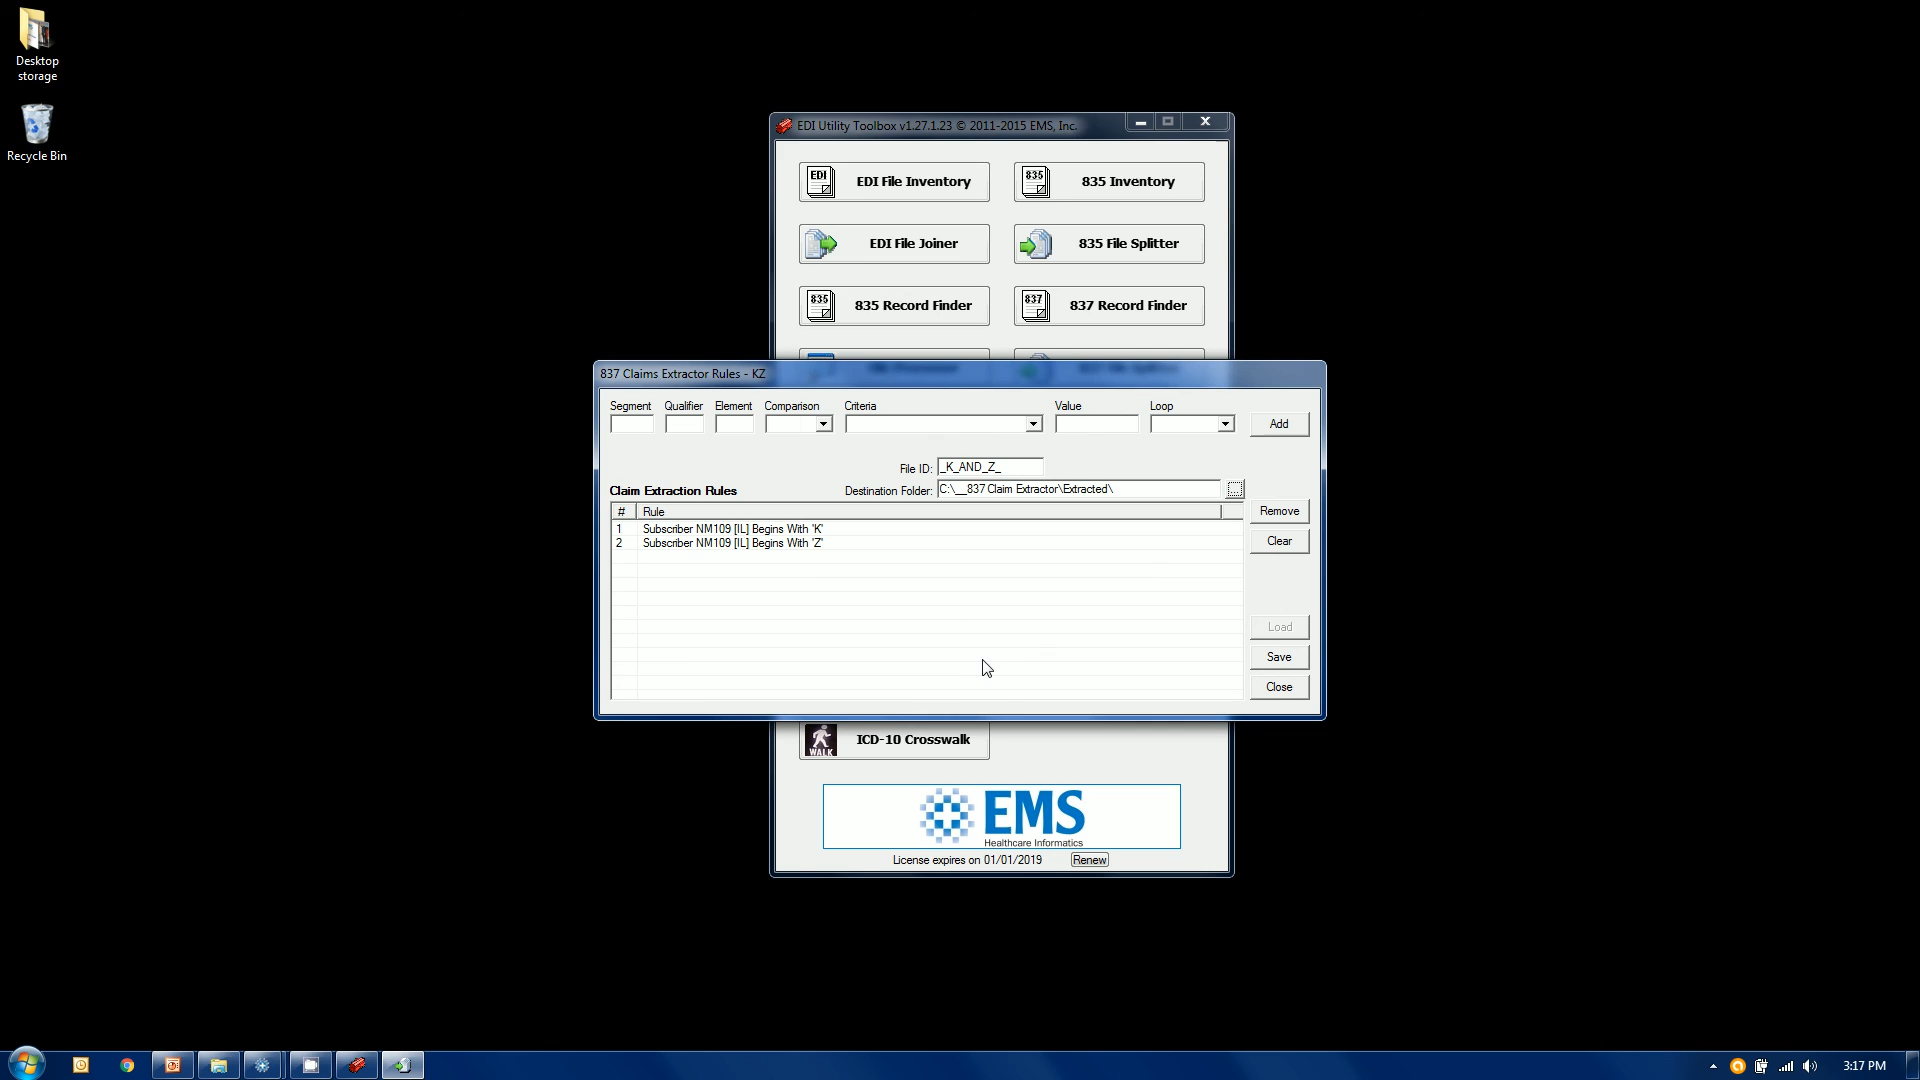 Desktop
storage
Recycle Bin
EDI Utility Toolbox v1.27.1.23 © 2011-2015 EMS, Inc.
EDI
EDI File Inventory
835
835 Inventory
EDI File Joiner
835 File Splitter
835
835 Record Finder
837
837 Record Finder
837 Claims Extractor Rules - KZ
Segment Qualifier Element Comparison Criteria Value Loop
Add
File ID: _K_AND_Z_
Claim Extraction Rules
Destination Folder: C:\__837 Claim Extractor\Extracted\
# Rule
Remove
1 Subscriber NM109 [IL] Begins With 'K'
2 Subscriber NM109 [IL] Begins With 'Z'
Clear
Load
Save
Close
WALK
ICD-10 Crosswalk
EMS
Healthcare Informatics
License expires on 01/01/2019
Renew
3:17 PM